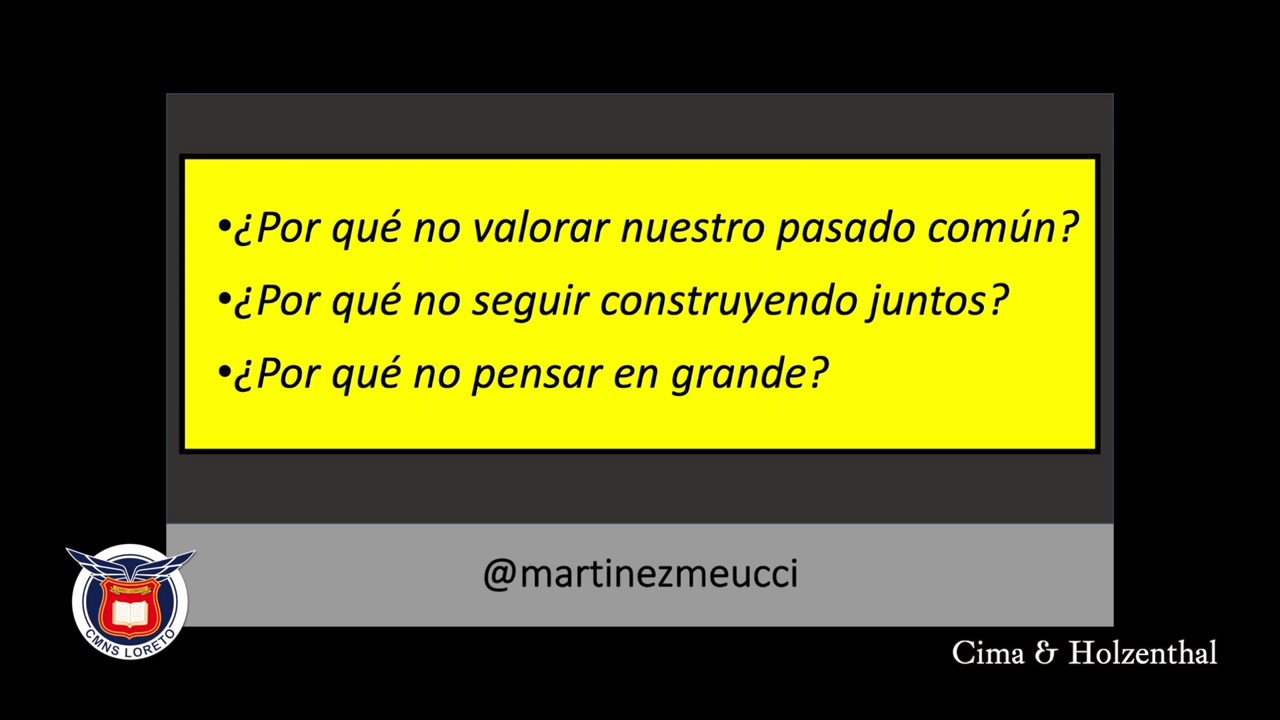 •¿Por qué no valorar nuestro pasado común?
•¿Por qué no seguir construyendo juntos?
•¿Por qué no pensar en grande?
@martinezmeucci
CMNS LORETO
Cima & Holzenthal